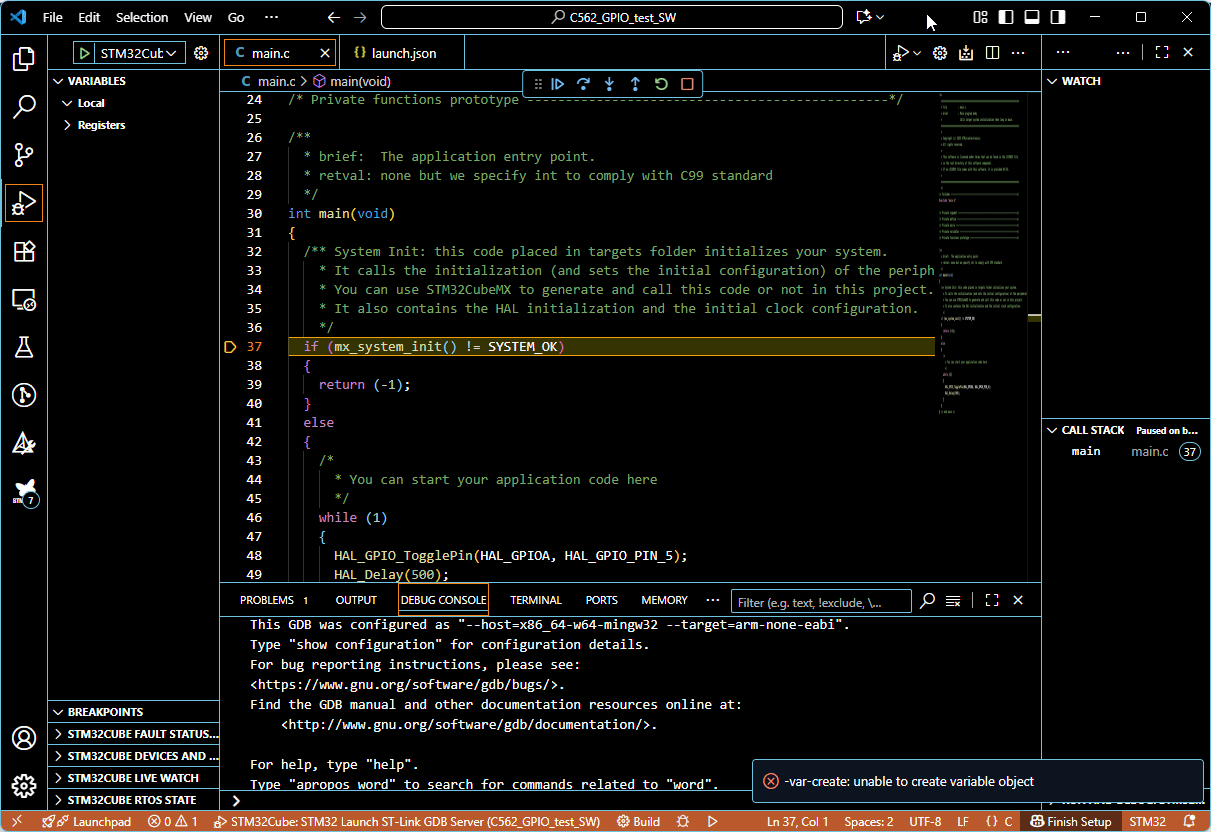 File Edit Selection View Go ··· C562_GPIO_test_SW
STM32Cub
main.c
{} launch.json
C main.c > main(void)
VARIABLES
Local
Registers
WATCH
24 /* Private functions prototype -----------------------------------------------*/
25
26 /**
27 * brief: The application entry point.
28 * retval: none but we specify int to comply with C99 standard
29 */
30 int main(void)
31 {
32 /** System Init: this code placed in targets folder initializes your system.
33 * It calls the initialization (and sets the initial configuration) of the periph
34 * You can use STM32CubeMX to generate and call this code or not in this project.
35 * It also contains the HAL initialization and the initial clock configuration.
36 */
37 if (mx_system_init() != SYSTEM_OK)
38 {
39 return (-1);
40 }
41 else
42 {
43 /*
44 * You can start your application code here
45 */
46 while (1)
47 {
48 HAL_GPIO_TogglePin(HAL_GPIOA, HAL_GPIO_PIN_5);
49 HAL_Delay(500);
CALL STACK Paused on b...
main main.c 37
STM 7
PROBLEMS 1 OUTPUT DEBUG CONSOLE TERMINAL PORTS MEMORY ··· Filter (e.g. text, !exclude, \...
This GDB was configured as "--host=x86_64-w64-mingw32 --target=arm-none-eabi".
Type "show configuration" for configuration details.
For bug reporting instructions, please see:
<https://www.gnu.org/software/gdb/bugs/>.
Find the GDB manual and other documentation resources online at:
<http://www.gnu.org/software/gdb/documentation/>.
For help, type "help".
Type "apropos word" to search for commands related to "word".
BREAKPOINTS
STM32CUBE FAULT STATUS...
STM32CUBE DEVICES AND ...
STM32CUBE LIVE WATCH
STM32CUBE RTOS STATE
-var-create: unable to create variable object
Launchpad 0 1 STM32Cube: STM32 Launch ST-Link GDB Server (C562_GPIO_test_SW) Build Ln 37, Col 1 Spaces: 2 UTF-8 LF {} C Finish Setup STM32